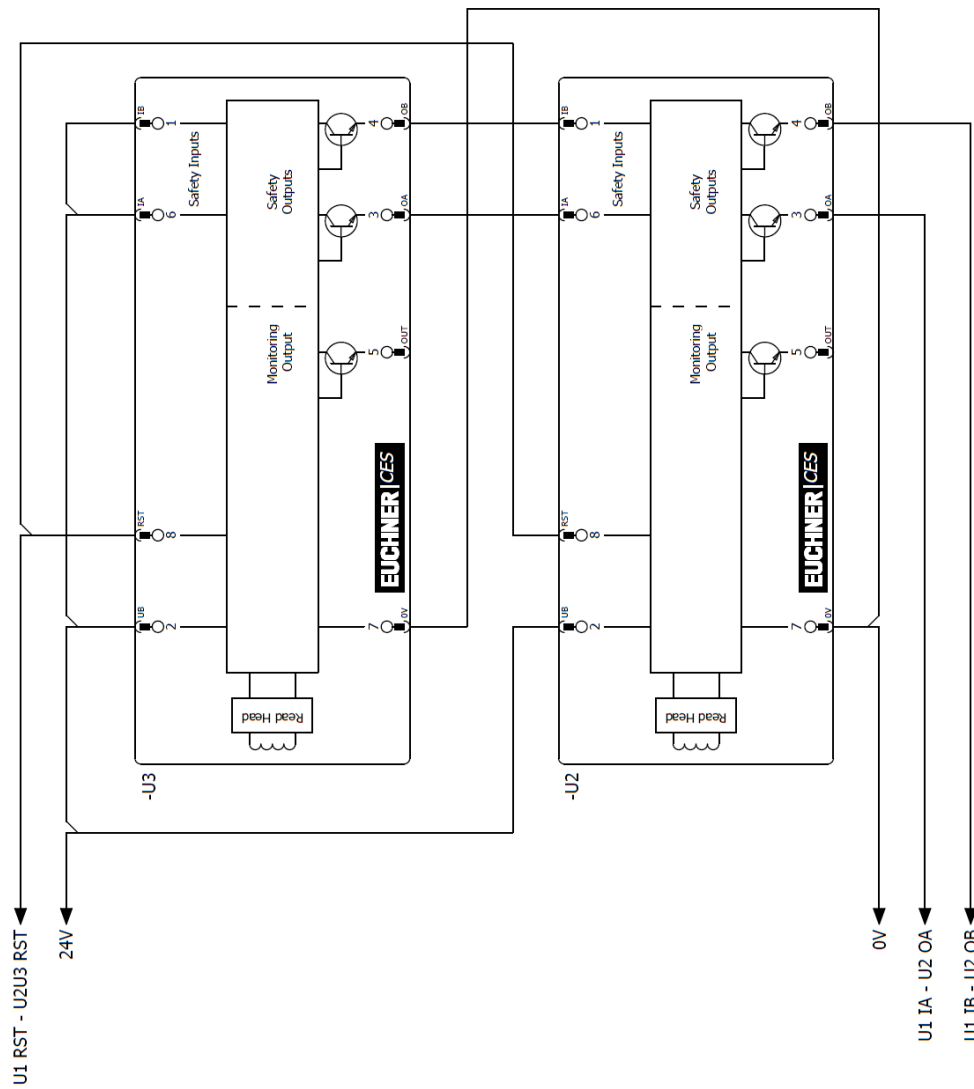 IB
1
Safety Inputs
IA
6
Safety
Outputs
4
OB
3
OA
Monitoring
Output
5
OUT
EUCHNER|CES
RST
8
UB
2
7
0V
Read Head
-U3
IB
1
Safety Inputs
IA
6
Safety
Outputs
4
OB
3
OA
Monitoring
Output
5
OUT
EUCHNER|CES
RST
8
UB
2
7
0V
Read Head
-U2
U1 RST - U2U3 RST
24V
0V
U1 IA - U2 OA
U1 IB - U2 OB